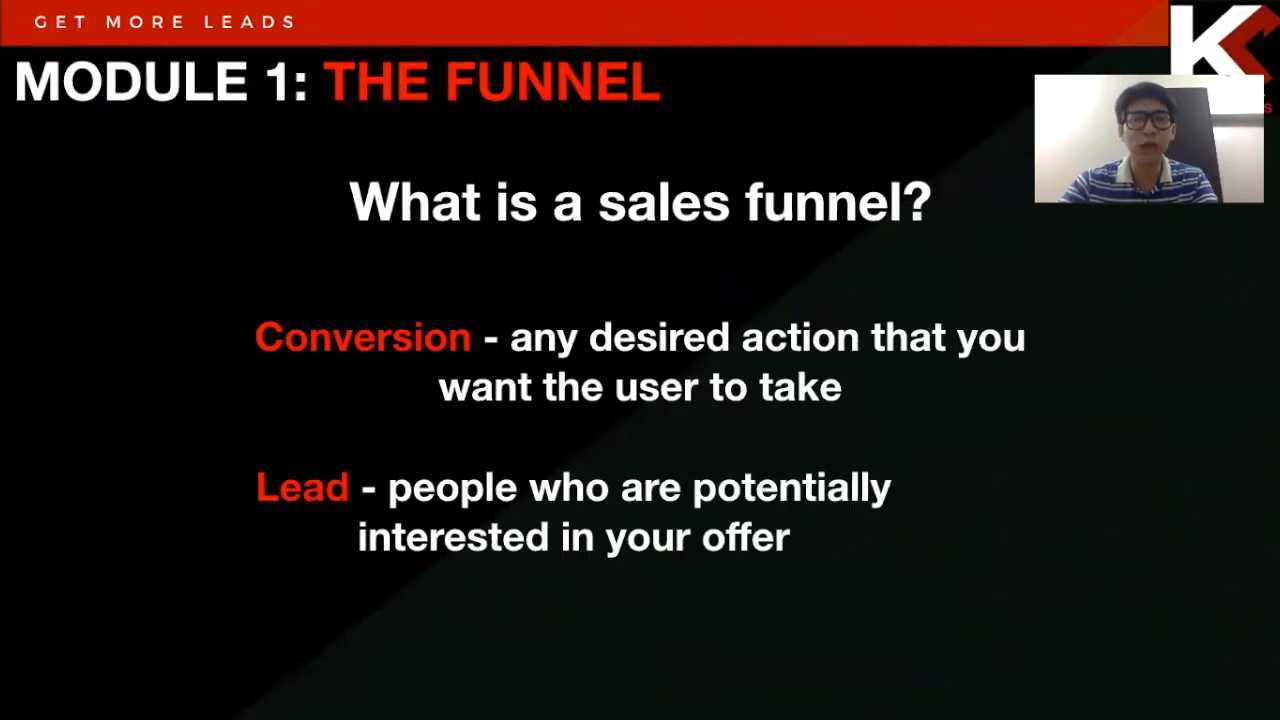 GET MORE LEADS
MODULE 1: THE FUNNEL
What is a sales funnel?
Conversion - any desired action that you
want the user to take
Lead - people who are potentially
interested in your offer